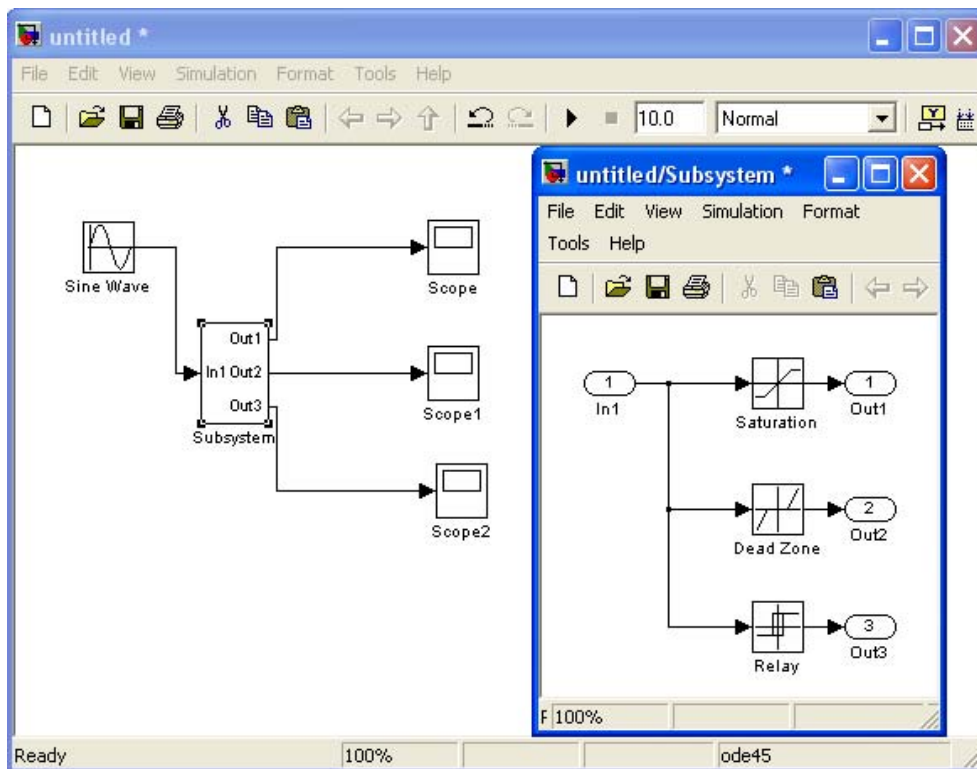 untitled *
File Edit View Simulation Format Tools Help
10.0 Normal
Sine Wave
Out1
In1 Out2
Out3
Subsystem
Scope
Scope1
Scope2
untitled/Subsystem *
File Edit View Simulation Format
Tools Help
1
In1
Saturation
1
Out1
Dead Zone
2
Out2
Relay
3
Out3
F 100%
Ready 100% ode45